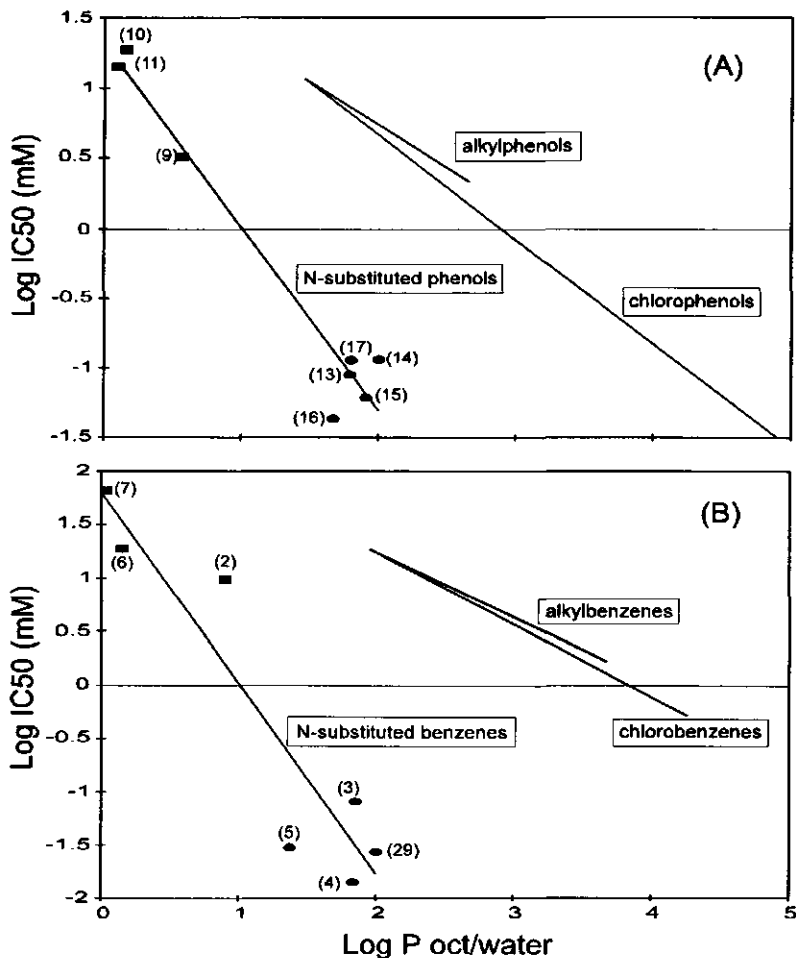 1.5
(10)
(A)
(11)
1
alkylphenols
0.5
(9)
Log IC50 (mM)
0
N-substituted phenols
-0.5
chlorophenols
(17)
(14)
-1
(13)
(15)
(16)
-1.5
2
(7)
(B)
1.5
(6)
(2)
1
alkylbenzenes
0.5
Log IC50 (mM)
0
N-substituted benzenes
chlorobenzenes
-0.5
-1
(3)
(5)
-1.5
(29)
(4)
-2
0 1 2 3 4 5
Log P oct/water